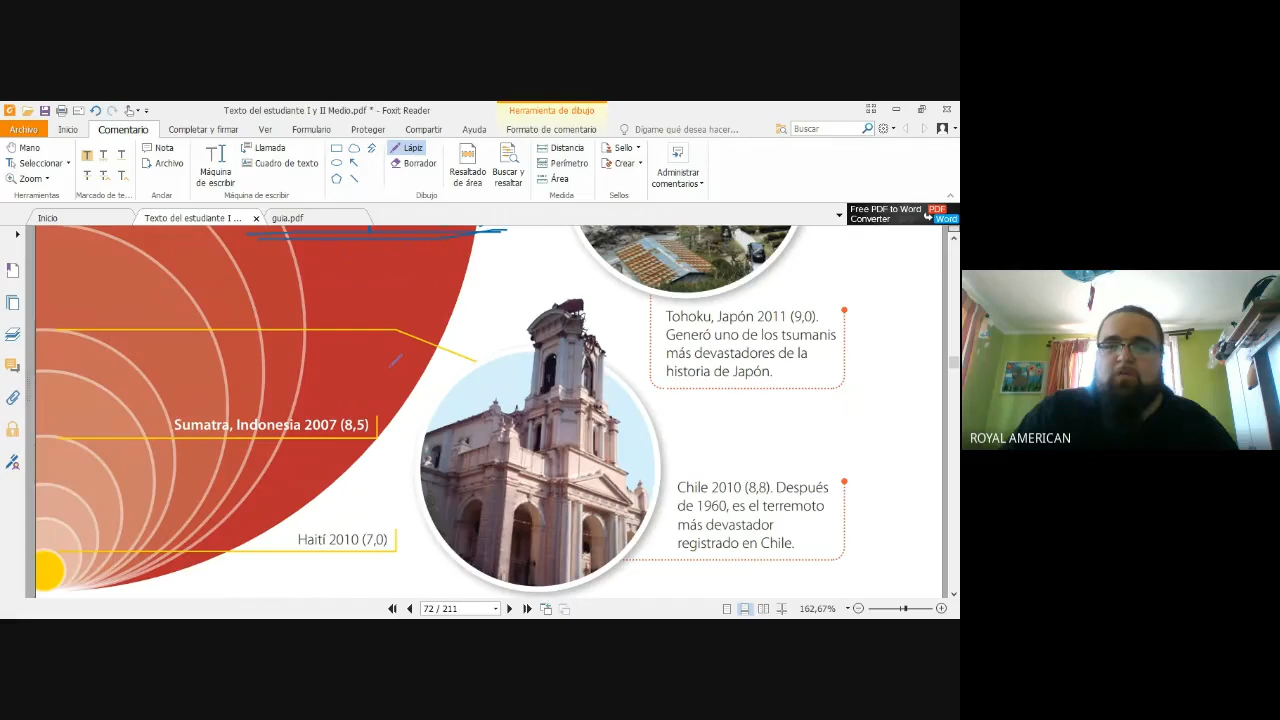 Texto del estudiante I y II Medio.pdf * - Foxit Reader
Herramienta de dibujo
Archivo
Inicio
Comentario
Completar y firmar
Ver
Formulario
Proteger
Compartir
Ayuda
Formato de comentario
Dígame qué desea hacer...
Buscar
Mano
Seleccionar
Zoom
Herramientas
Marcado de te...
Nota
Archivo
Andar
Máquina
de escribir
Llamada
Cuadro de texto
Máquina de escribir
Lápiz
Borrador
Dibujo
Resaltado
de área
Buscar y
resaltar
Distancia
Perímetro
Área
Medida
Sello
Crear
Sellos
Administrar
comentarios
Inicio
Texto del estudiante I ...
guia.pdf
Free PDF to Word
Converter
PDF
Word
Tohoku, Japón 2011 (9,0).
Generó uno de los tsumanis
más devastadores de la
historia de Japón.
Sumatra, Indonesia 2007 (8,5)
Chile 2010 (8,8). Después
de 1960, es el terremoto
más devastador
registrado en Chile.
Haití 2010 (7,0)
72 / 211
162,67%
ROYAL AMERICAN